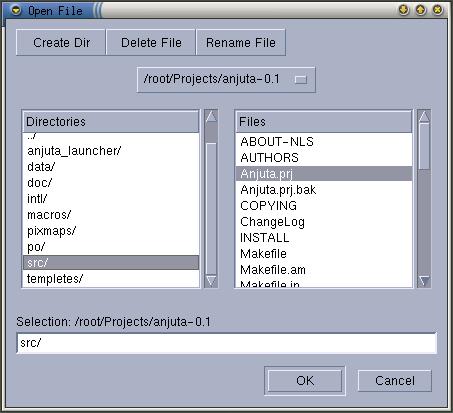 Open File
Create Dir Delete File Rename File
/root/Projects/anjuta-0.1
Directories
../
anjuta_launcher/
data/
doc/
intl/
macros/
pixmaps/
po/
src/
templetes/
Files
ABOUT-NLS
AUTHORS
Anjuta.prj
Anjuta.prj.bak
COPYING
ChangeLog
INSTALL
Makefile
Makefile.am
Makefile.in
Selection: /root/Projects/anjuta-0.1
src/
OK Cancel